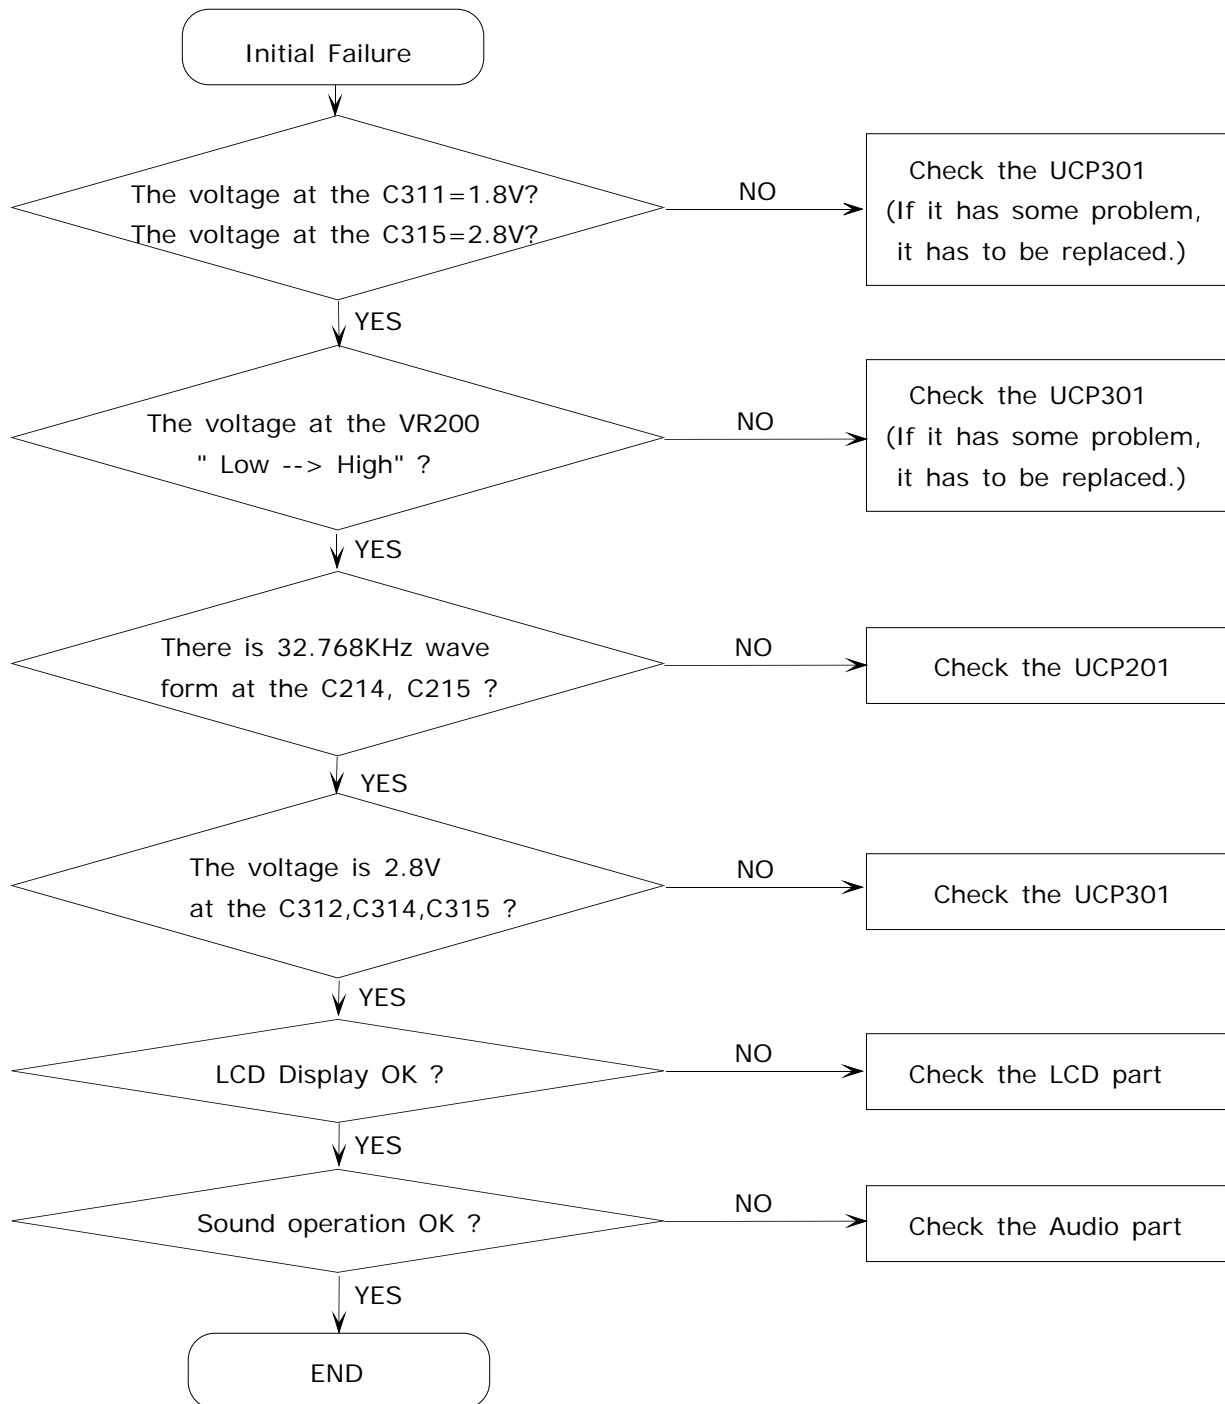 Initial Failure
The voltage at the C311=1.8V?
The voltage at the C315=2.8V?
NO
Check the UCP301
(If it has some problem,
it has to be replaced.)
YES
The voltage at the VR200
" Low --> High" ?
NO
Check the UCP301
(If it has some problem,
it has to be replaced.)
YES
There is 32.768KHz wave
form at the C214, C215 ?
NO
Check the UCP201
YES
The voltage is 2.8V
at the C312,C314,C315 ?
NO
Check the UCP301
YES
LCD Display OK ?
NO
Check the LCD part
YES
Sound operation OK ?
NO
Check the Audio part
YES
END